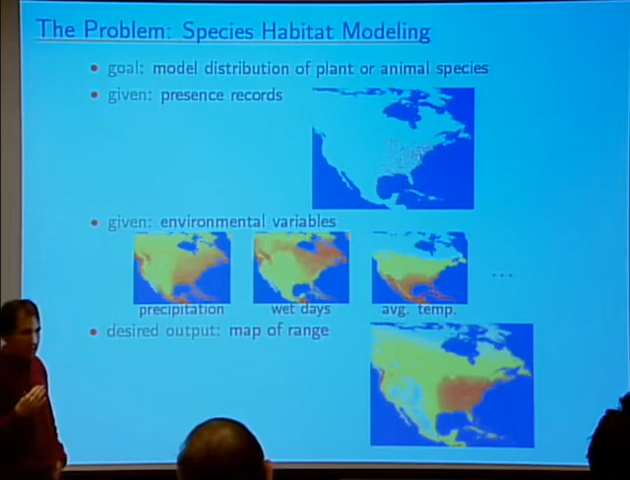 The Problem: Species Habitat Modeling
• goal: model distribution of plant or animal species
• given: presence records
• given: environmental variables
precipitation wet days avg. temp. ...
• desired output: map of range